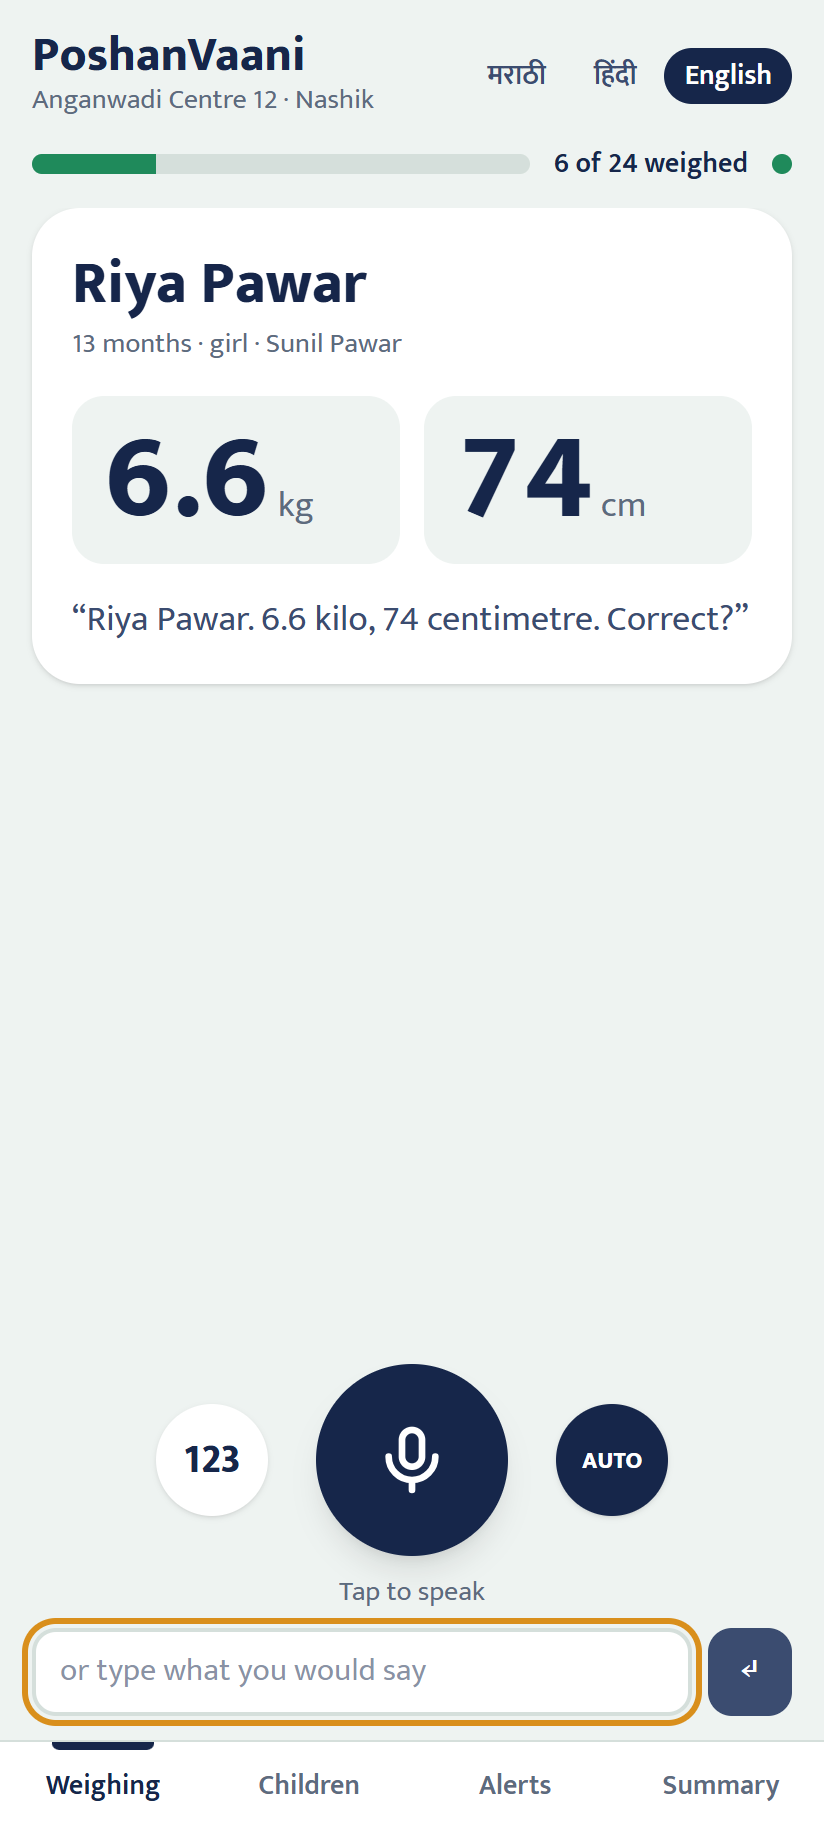 PoshanVaani
Anganwadi Centre 12 · Nashik
मराठी हिंदी English
6 of 24 weighed
Riya Pawar
13 months · girl · Sunil Pawar
6.6 kg 74 cm
“Riya Pawar. 6.6 kilo, 74 centimetre. Correct?”
123 AUTO
Tap to speak
or type what you would say
Weighing Children Alerts Summary